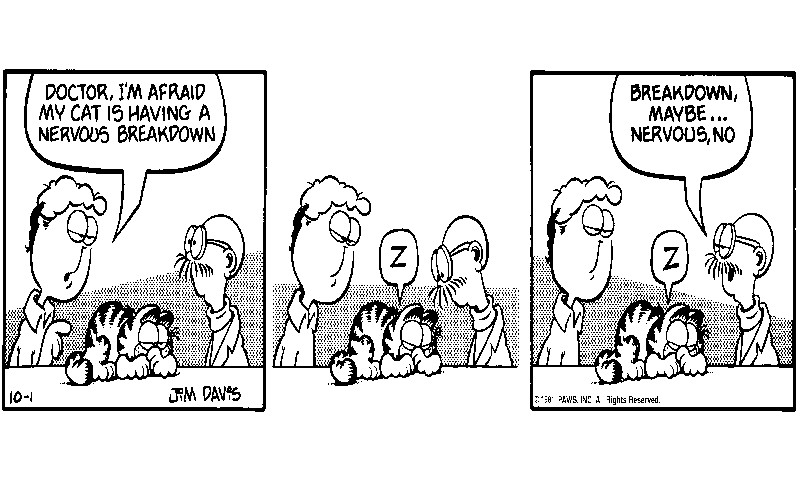 DOCTOR, I'M AFRAID
MY CAT IS HAVING A
NERVOUS BREAKDOWN
10-1
JIM DAVIS
Z
BREAKDOWN,
MAYBE...
NERVOUS, NO
Z
PAWS, INC. Rights Reserved.